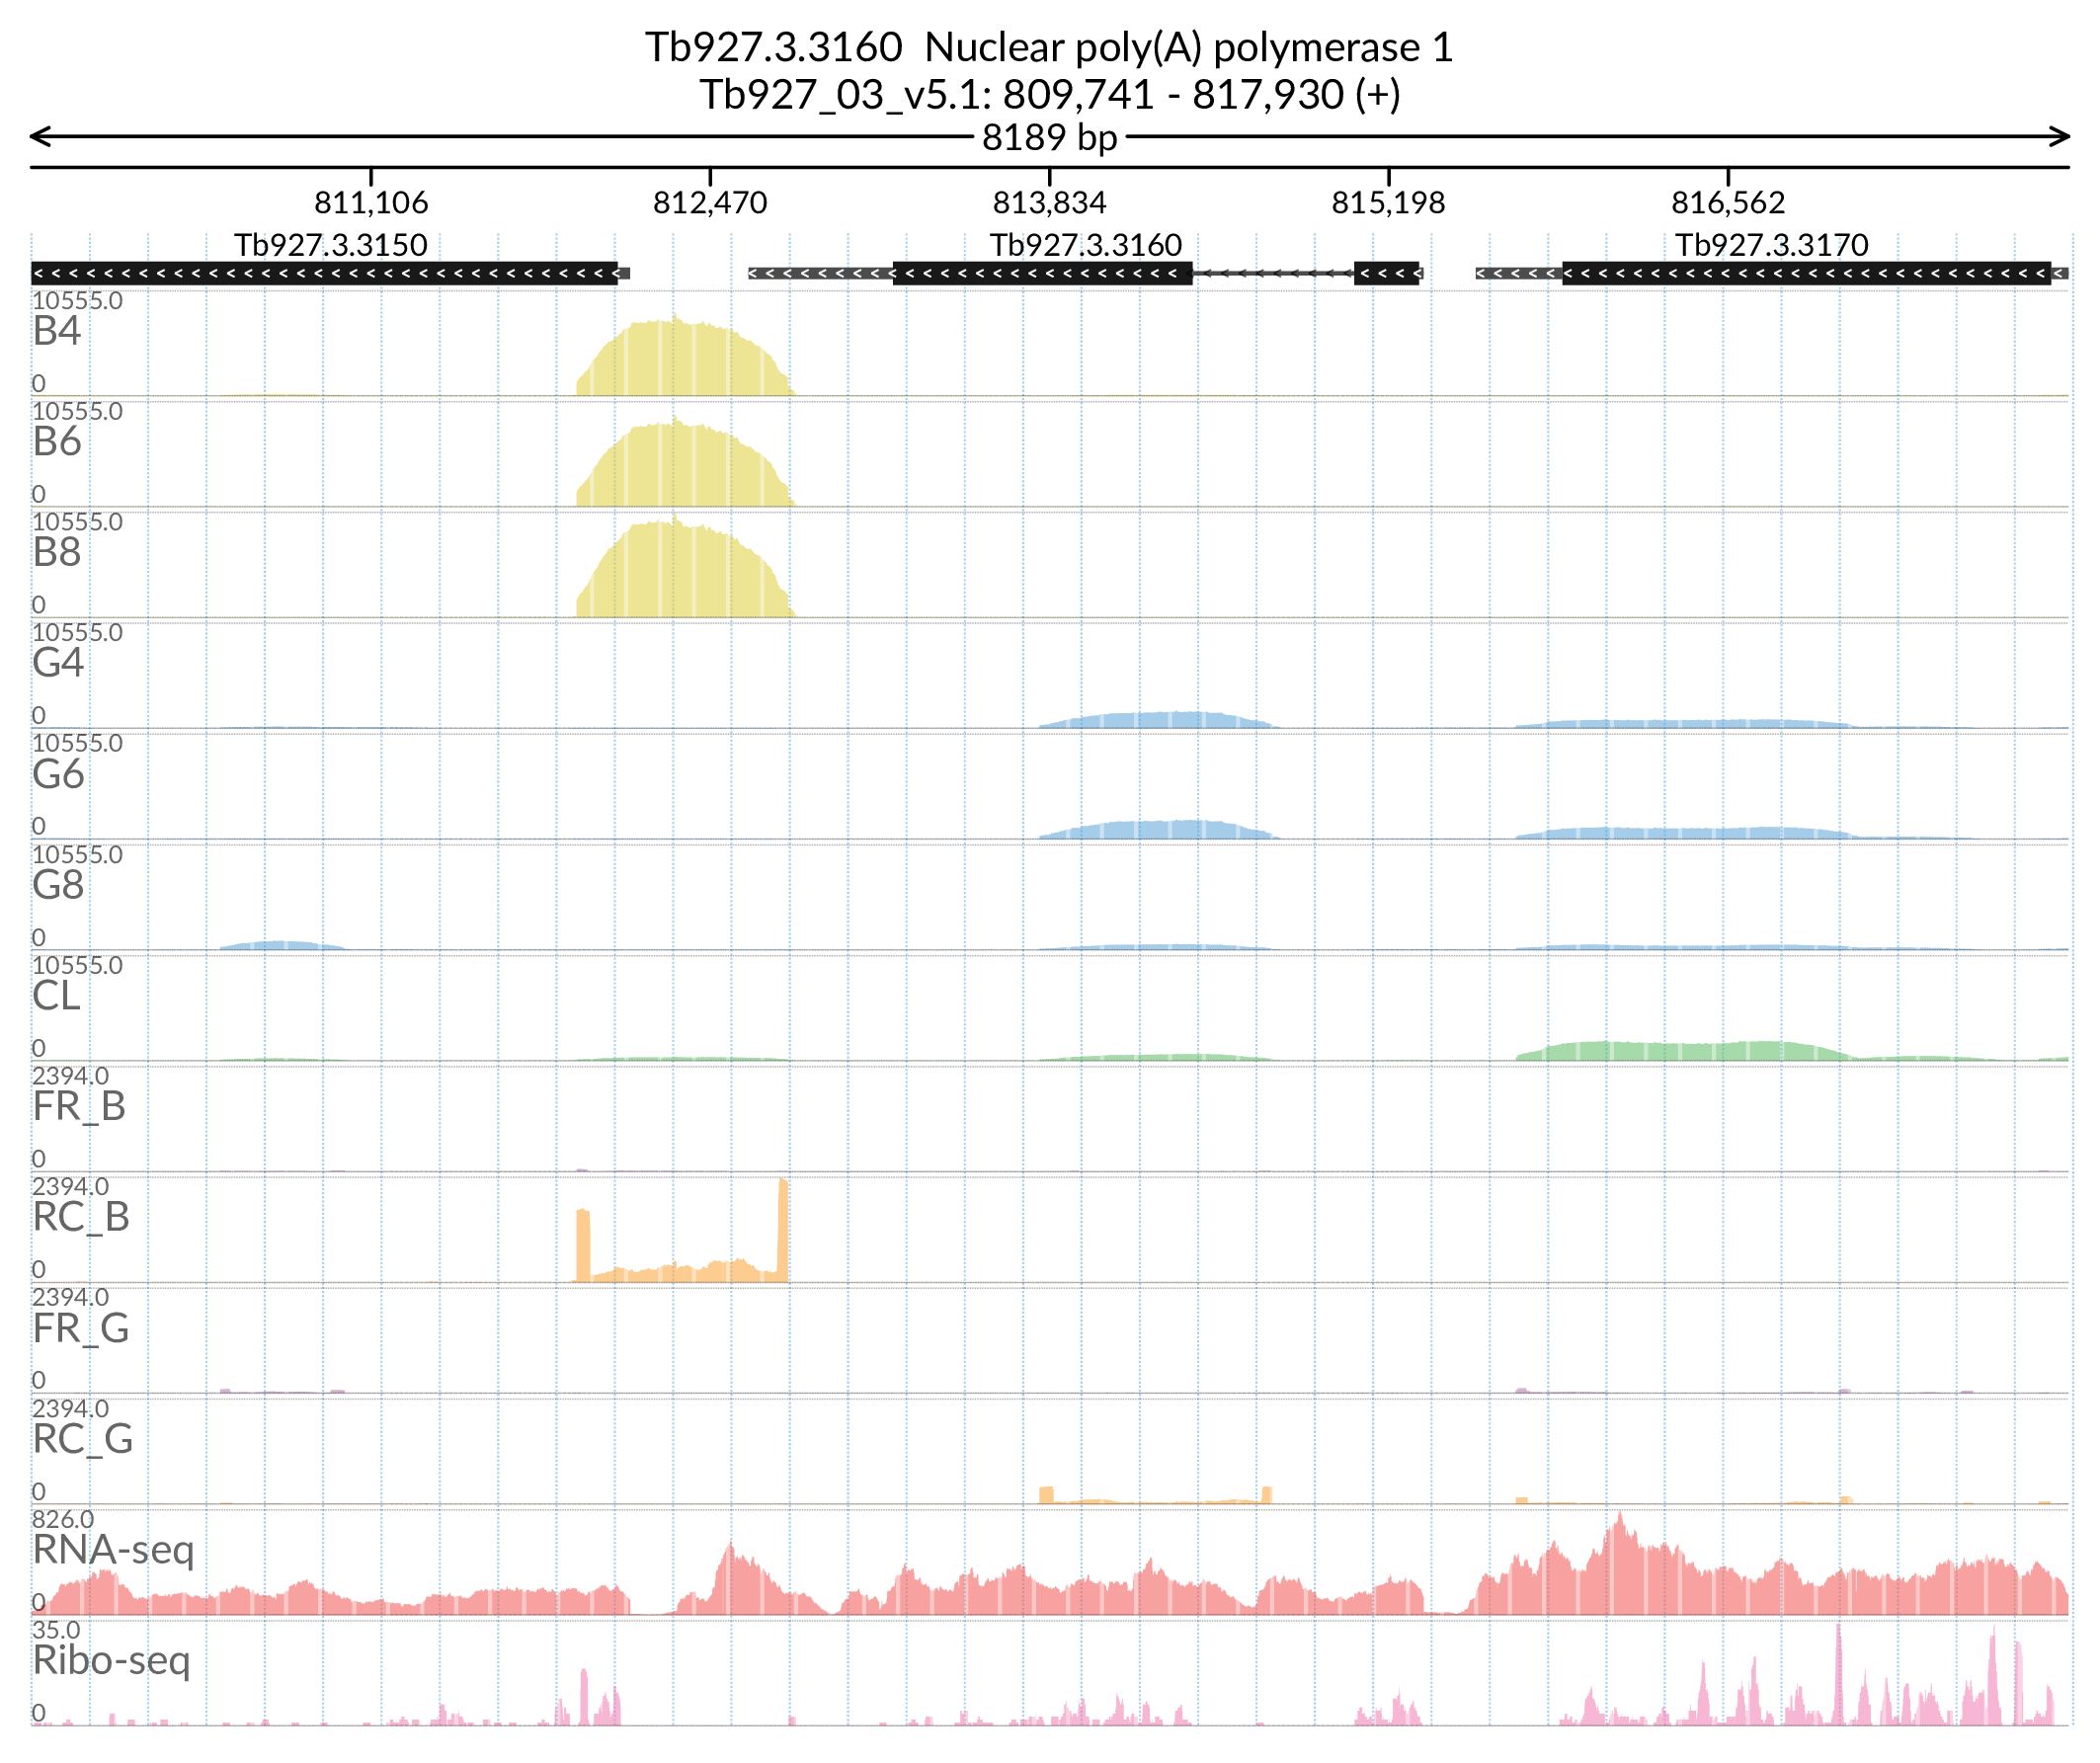 Tb927.3.3160  Nuclear poly(A) polymerase 1
Tb927_03_v5.1: 809,741 - 817,930 (+)
8189 bp
811,106 812,470 813,834 815,198 816,562
Tb927.3.3150 Tb927.3.3160 Tb927.3.3170
10555.0
B4
0
10555.0
B6
0
10555.0
B8
0
10555.0
G4
0
10555.0
G6
0
10555.0
G8
0
10555.0
CL
0
2394.0
FR_B
0
2394.0
RC_B
0
2394.0
FR_G
0
2394.0
RC_G
0
826.0
RNA-seq
0
35.0
Ribo-seq
0